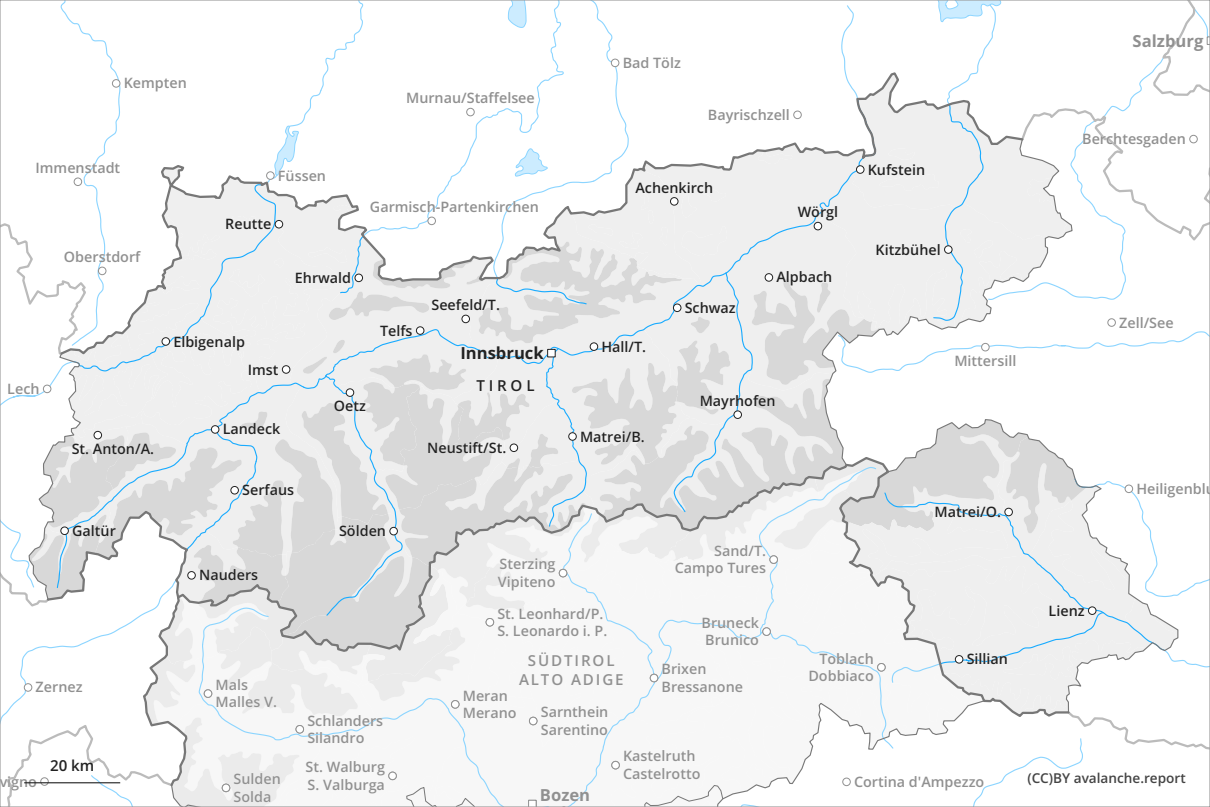 Salzburg
Bad Tölz
Kempten
Murnau/Staffelsee
Bayrischzell
Berchtesgaden
Immenstadt
Füssen
Kufstein
Achenkirch
Garmisch-Partenkirchen
Wörgl
Reutte
Kitzbühel
Oberstdorf
Ehrwald
Alpbach
Seefeld/T.
Schwaz
Zell/See
Telfs
Elbigenalp
Innsbruck
Hall/T.
Mittersill
Imst
TIROL
Lech
Oetz
Mayrhofen
Landeck
Matrei/B.
St. Anton/A.
Neustift/St.
Serfaus
Heiligenblu
Matrei/O.
Galtür
Sölden
Sand/T.
Campo Tures
Sterzing
Vipiteno
Nauders
Lienz
St. Leonhard/P.
S. Leonardo i. P.
Bruneck
Brunico
SÜDTIROL
ALTO ADIGE
Toblach
Dobbiaco
Sillian
Brixen
Bressanone
Zernez
Mals
Malles V.
Meran
Merano
Sarnthein
Sarentino
Schlanders
Silandro
Kastelruth
Castelrotto
20 km
St. Walburg
S. Valburga
Sulden
Solda
vigno
Cortina d'Ampezzo
(CC)BY avalanche.report
Bozen